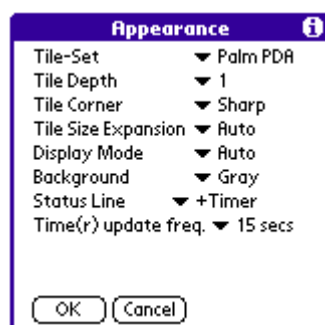 Appearance
Tile-Set Palm PDA
Tile Depth 1
Tile Corner Sharp
Tile Size Expansion Auto
Display Mode Auto
Background Gray
Status Line +Timer
Time(r) update freq. 15 secs
OK Cancel